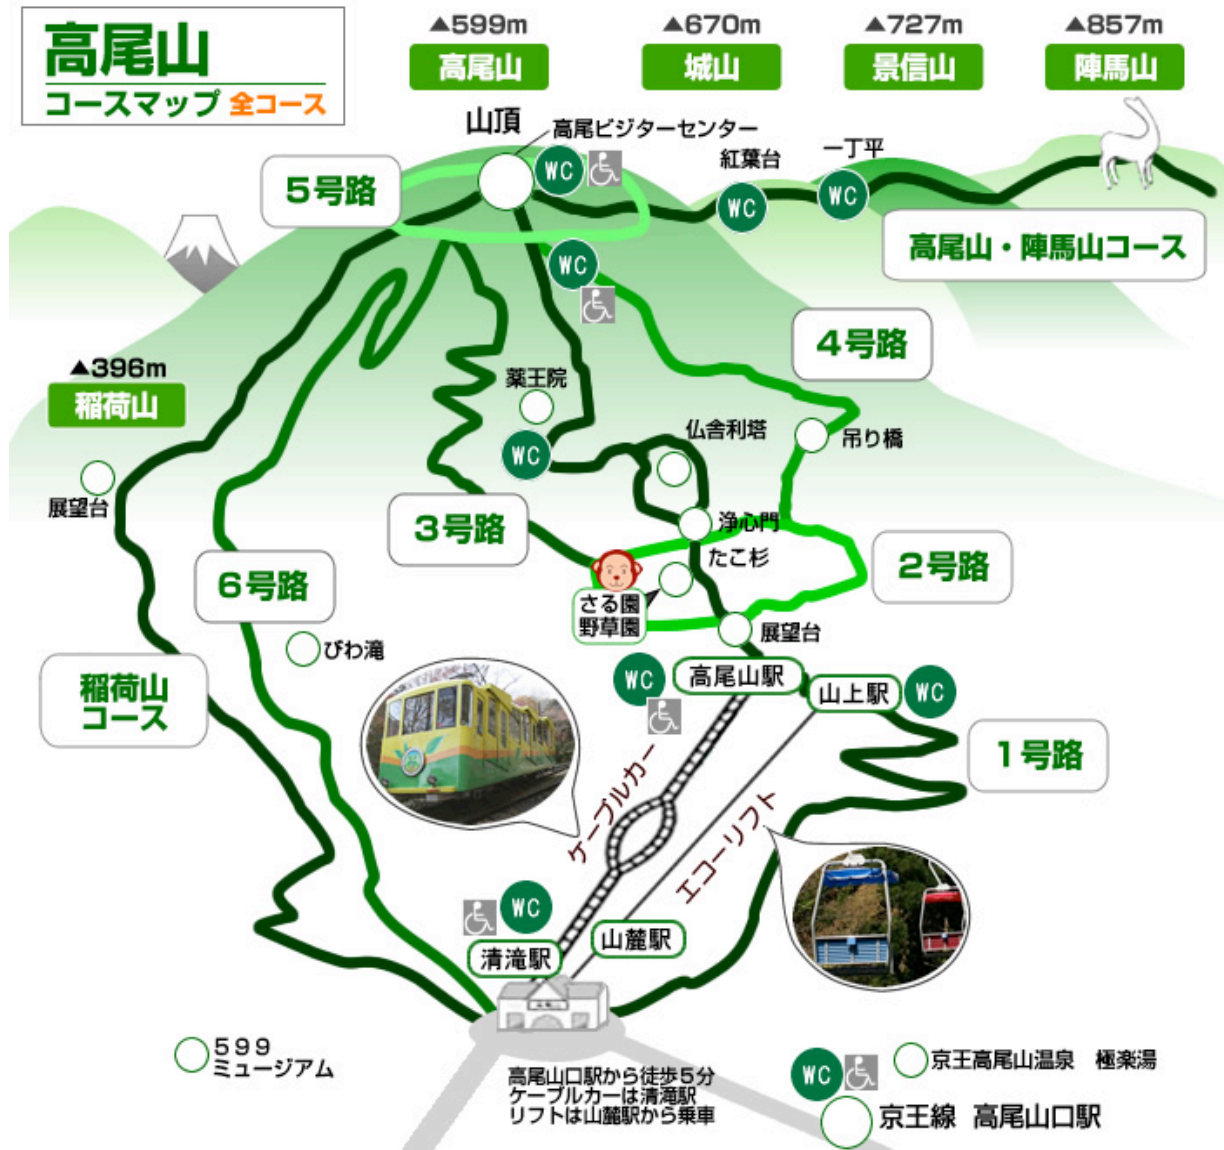 高尾山
コースマップ 全コース
▲599m
高尾山
▲670m
城山
▲727m
景信山
▲857m
陣馬山
山頂
高尾ビジターセンター
WC
紅葉台
WC
一丁平
WC
5号路
高尾山・陣馬山コース
WC
4号路
▲396m
稲荷山
薬王院
WC
仏舎利塔
吊り橋
展望台
3号路
浄心門
たこ杉
2号路
6号路
さる園
野草園
展望台
びわ滝
稲荷山
コース
WC
高尾山駅
山上駅
WC
1号路
ケーブルカー
エコーリフト
WC
清滝駅
山麓駅
599
ミュージアム
高尾山口駅から徒歩5分
ケーブルカーは清滝駅
リフトは山麓駅から乗車
WC
京王高尾山温泉 極楽湯
京王線 高尾山口駅